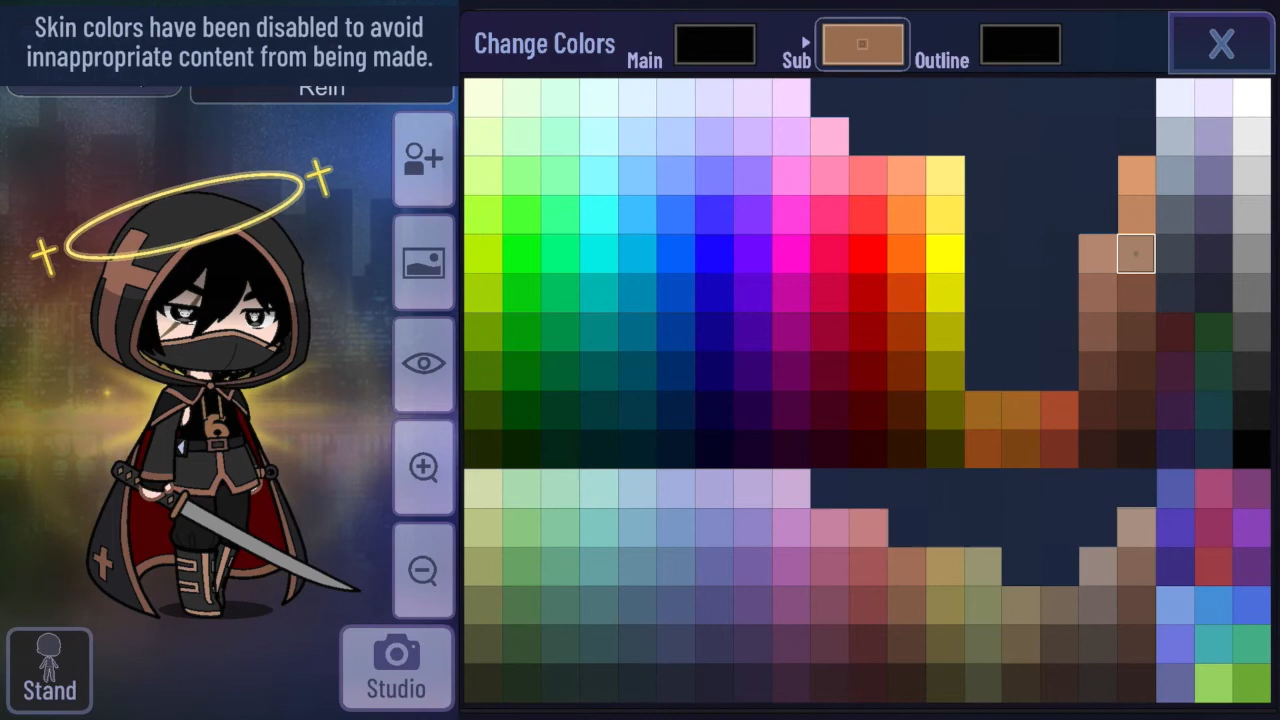 Skin colors have been disabled to avoid
innappropriate content from being made.
Rein
Change Colors
Main
Sub
Outline
X
6
Stand
Studio